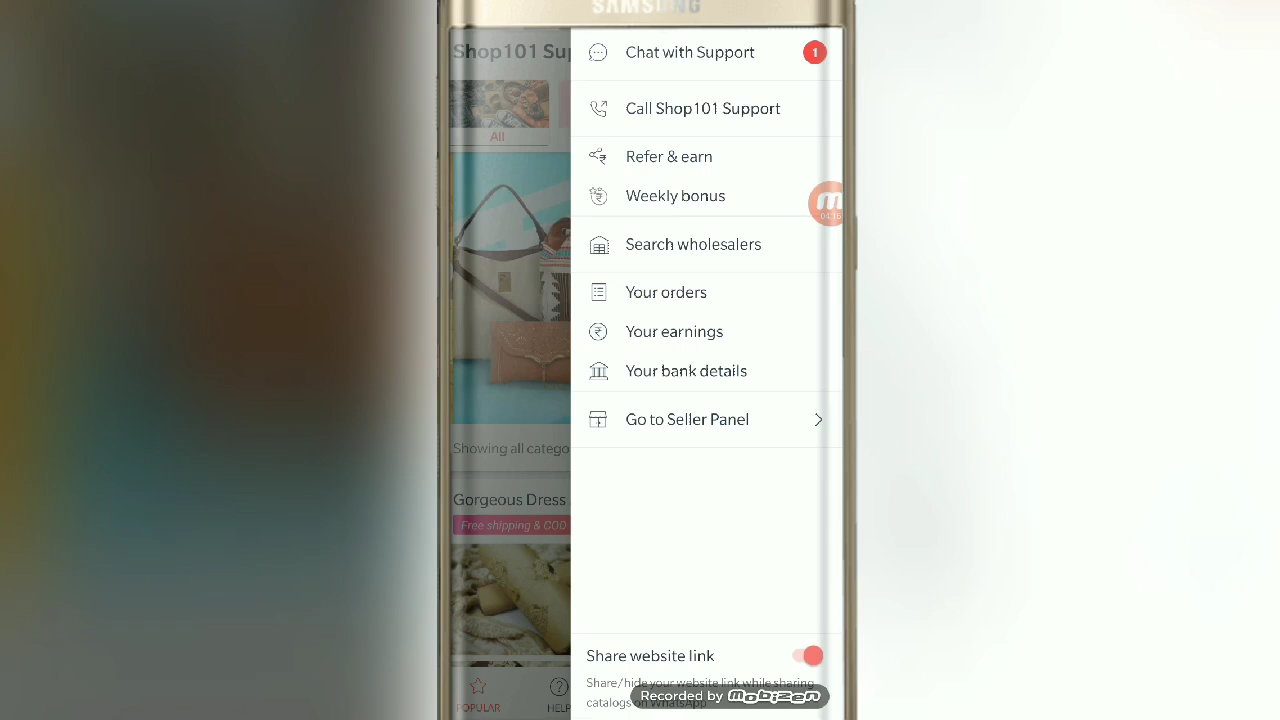 SAMSUNG
Shop101 Sup
All
Showing all catego
Gorgeous Dress
Free shipping & COD
POPULAR
HELP
Chat with Support
1
Call Shop101 Support
Refer & earn
Weekly bonus
m
04:16
Search wholesalers
Your orders
Your earnings
Your bank details
Go to Seller Panel
Share website link
Share/hide your website link while sharing
catalogs on WhatsApp
Recorded by mobizen